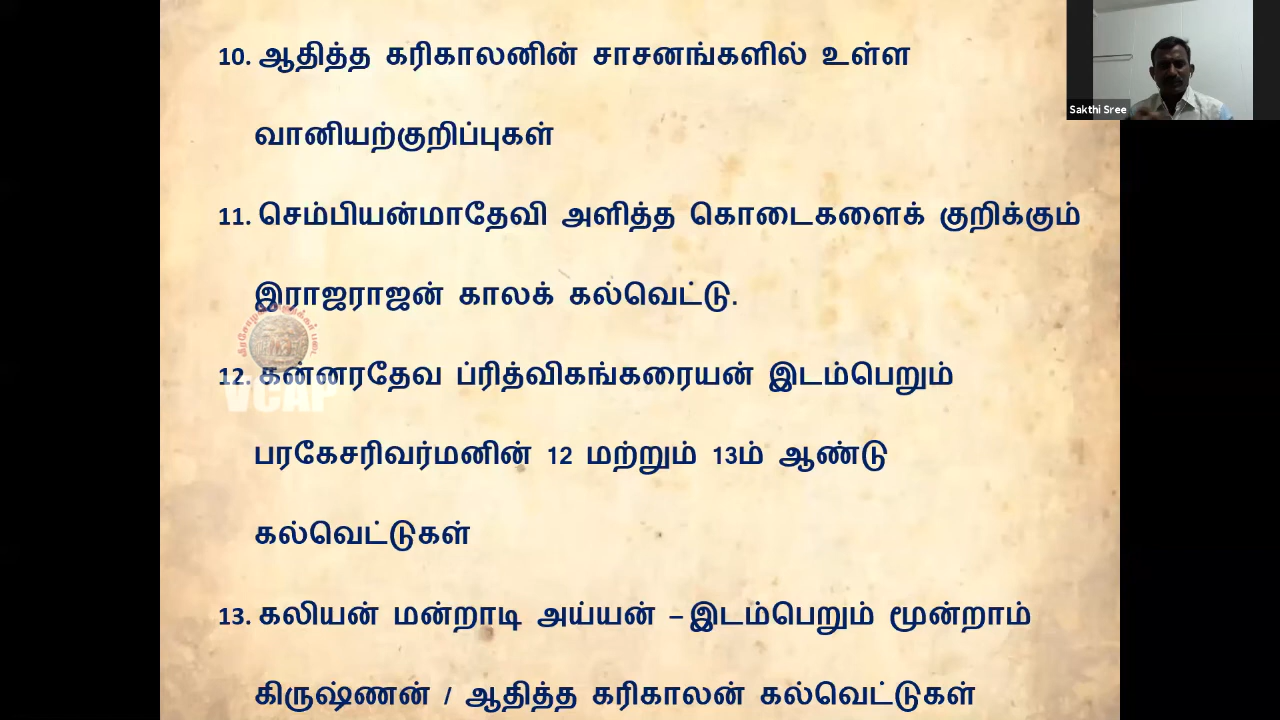 10. ஆதித்த கரிகாலனின் சாசனங்களில் உள்ள
வானியற்குறிப்புகள்
11. செம்பியன்மாதேவி அளித்த கொடைகளைக் குறிக்கும்
இராஜராஜன் காலக் கல்வெட்டு.
12. கன்னரதேவ ப்ரித்விகங்கரையன் இடம்பெறும்
பரகேசரிவர்மனின் 12 மற்றும் 13ம் ஆண்டு
கல்வெட்டுகள்
13. கலியன் மன்றாடி அய்யன் – இடம்பெறும் மூன்றாம்
கிருஷ்ணன் / ஆதித்த கரிகாலன் கல்வெட்டுகள்
Sakthi Sree
VCAP